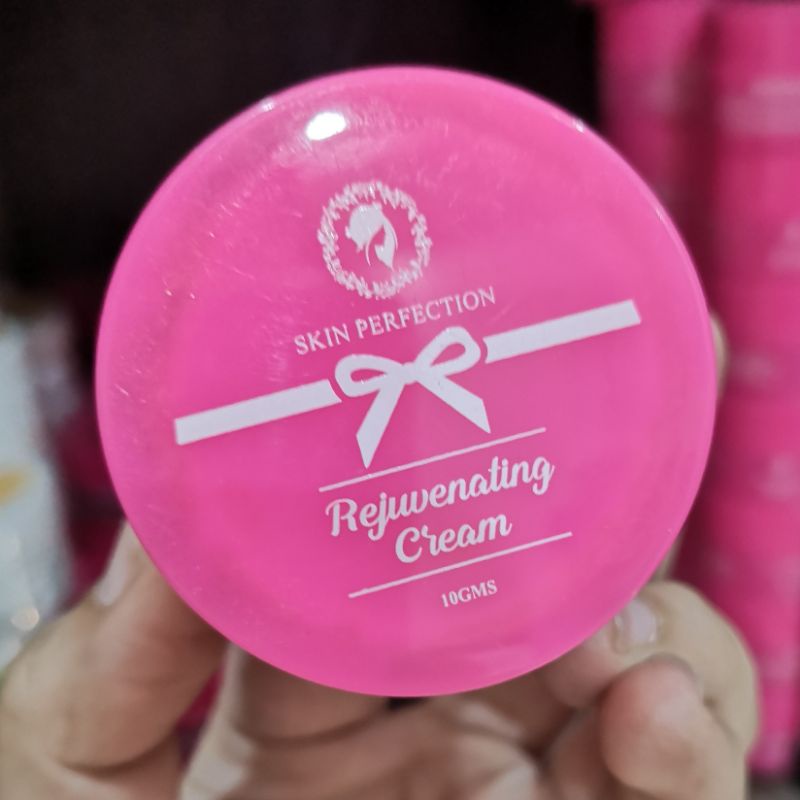 SKIN PERFECTION
Rejuvenating
Cream
10GMS